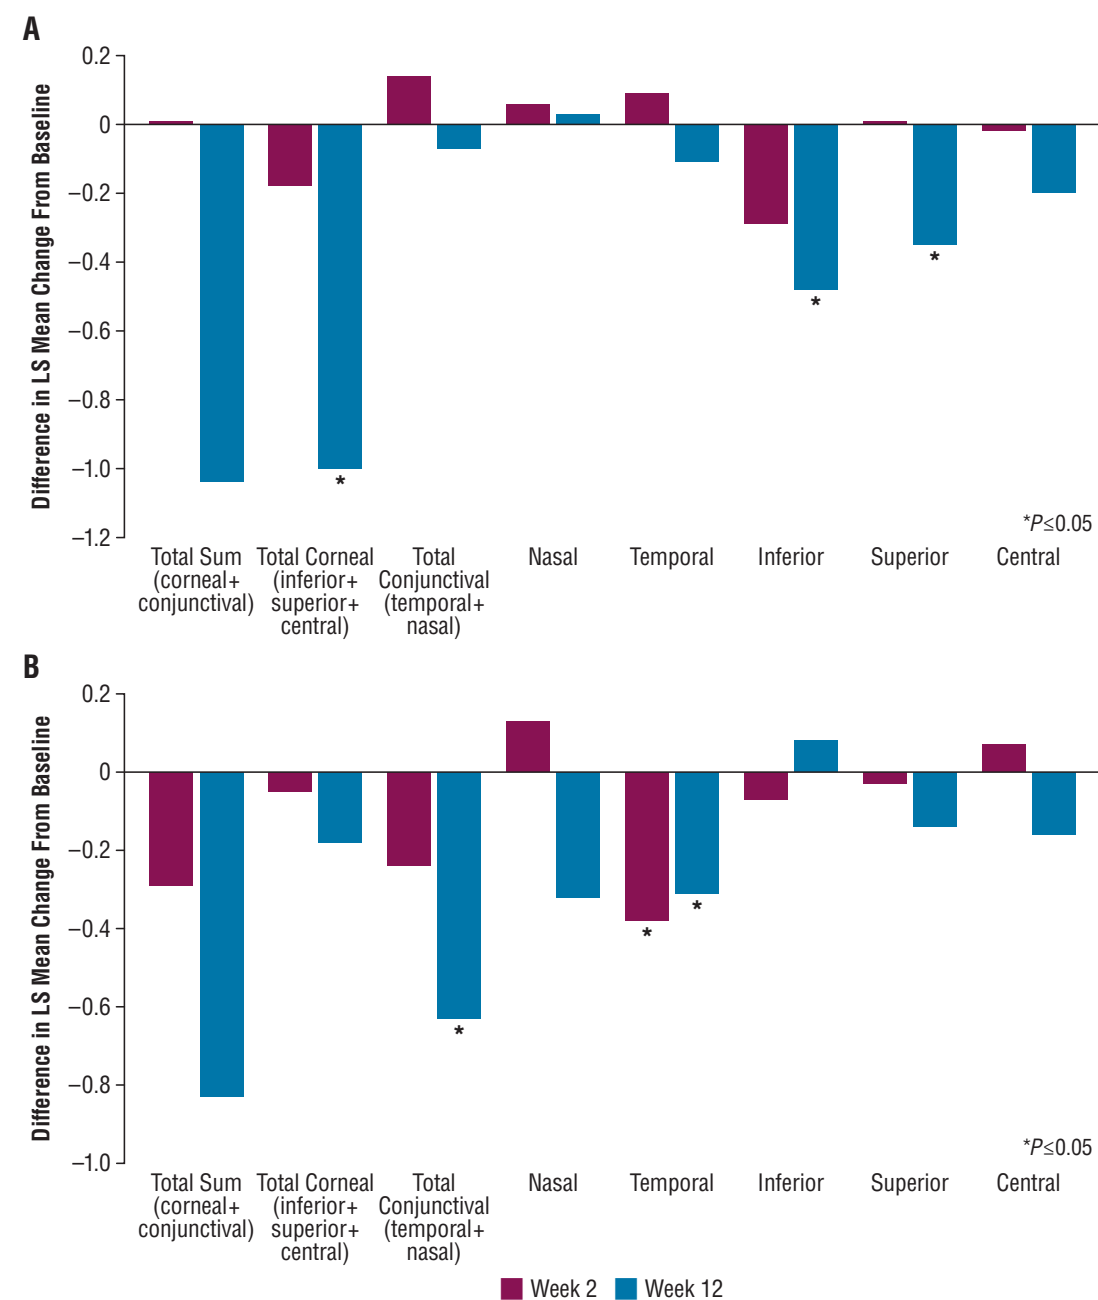 A
Difference in LS Mean Change From Baseline
0.2
0
–0.2
–0.4
–0.6
–0.8
–1.0
–1.2
*
*
*
*P≤0.05
Total Sum
(corneal+
conjunctival)
Total Corneal
(inferior+
superior+
central)
Total
Conjunctival
(temporal+
nasal)
Nasal
Temporal
Inferior
Superior
Central
B
Difference in LS Mean Change From Baseline
0.2
0
–0.2
–0.4
–0.6
–0.8
–1.0
*
*
*
*P≤0.05
Total Sum
(corneal+
conjunctival)
Total Corneal
(inferior+
superior+
central)
Total
Conjunctival
(temporal+
nasal)
Nasal
Temporal
Inferior
Superior
Central
Week 2
Week 12